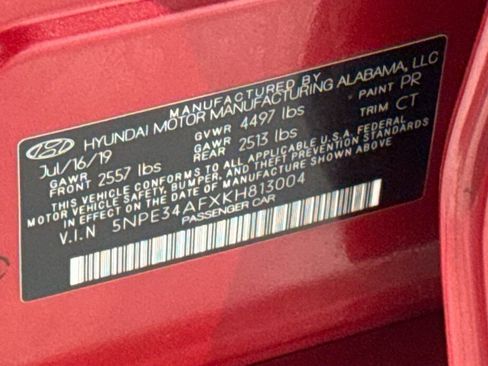 MANUFACTURED BY
HYUNDAI MOTOR MANUFACTURING ALABAMA, LLC
Jul/16/19 GVWR 4497 lbs PAINT PR
GAWR FRONT 2557 lbs GAWR REAR 2513 lbs TRIM CT
THIS VEHICLE CONFORMS TO ALL APPLICABLE U.S.A. FEDERAL
MOTOR VEHICLE SAFETY, BUMPER, AND THEFT PREVENTION STANDARDS
IN EFFECT ON THE DATE OF MANUFACTURE SHOWN ABOVE.
V.I.N 5NPE34AFXKH813004
PASSENGER CAR